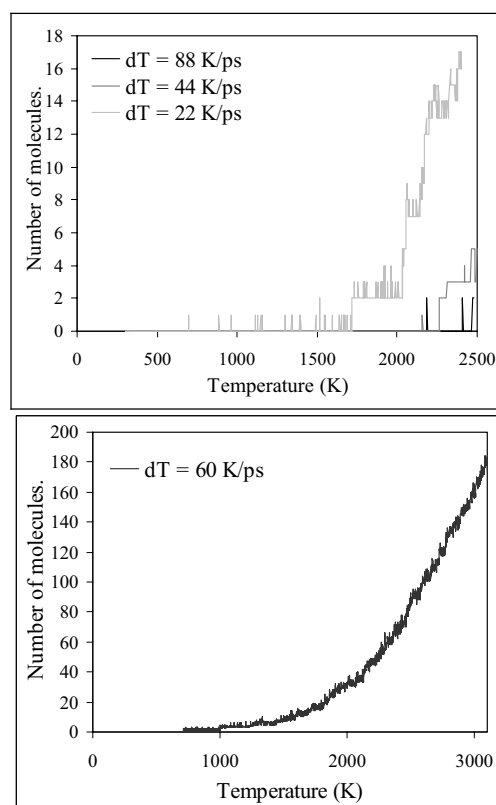 18
16
14
12
10
8
6
4
2
0
Number of molecules.
dT = 88 K/ps
dT = 44 K/ps
dT = 22 K/ps
0 500 1000 1500 2000 2500
Temperature (K)
200
180
160
140
120
100
80
60
40
20
0
Number of molecules.
dT = 60 K/ps
0 1000 2000 3000
Temperature (K)